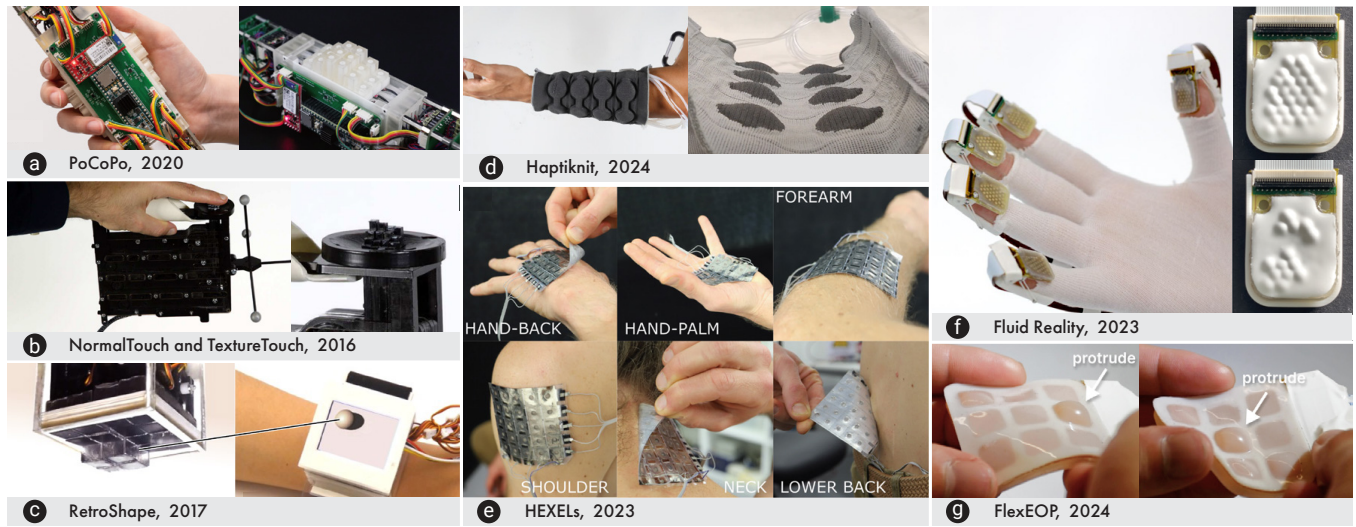 a PoCoPo, 2020
b NormalTouch and TextureTouch, 2016
c RetroShape, 2017
d Haptiknit, 2024
HAND-BACK
HAND-PALM
FOREARM
SHOULDER
NECK
LOWER BACK
e HEXELs, 2023
f Fluid Reality, 2023
protrude
protrude
g FlexEOP, 2024